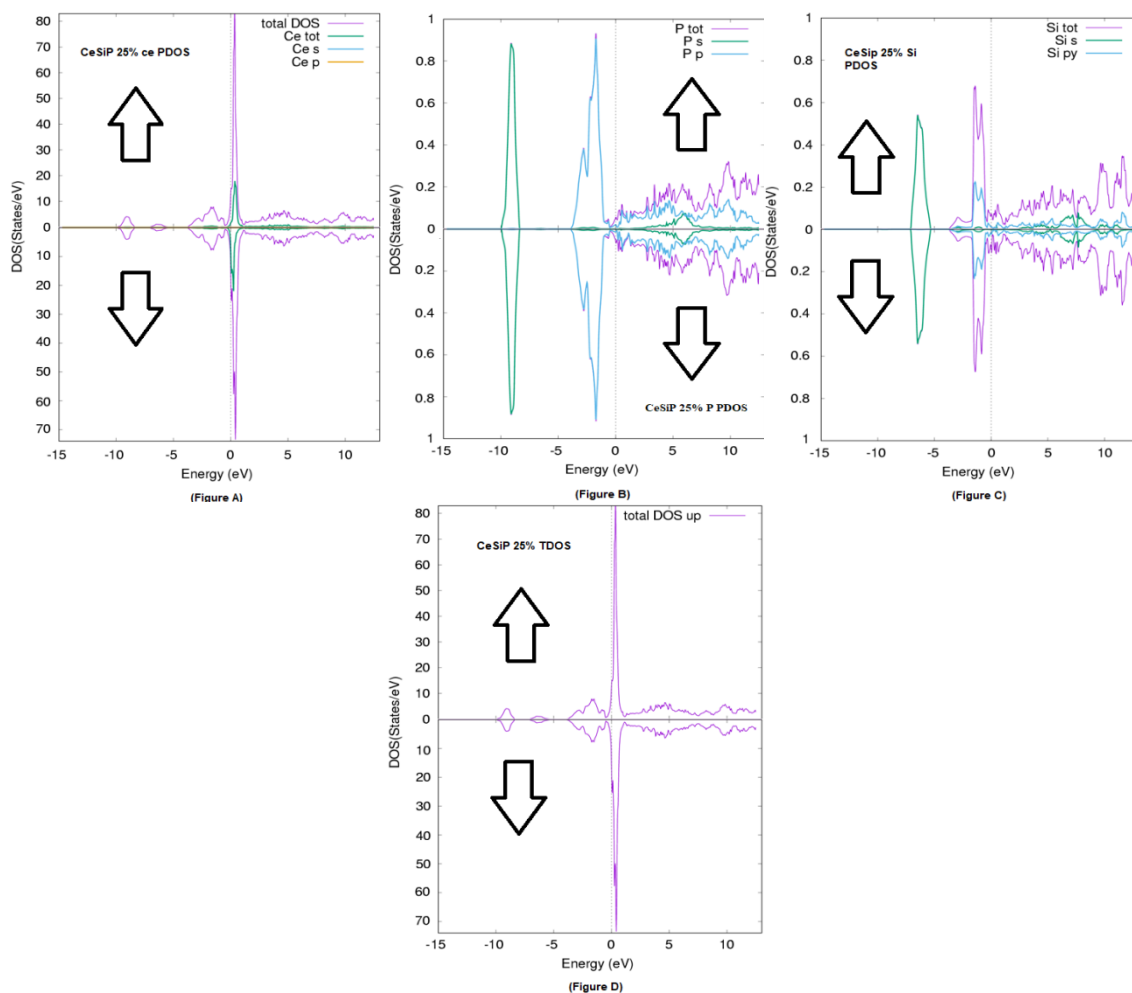 80
70
60
50
40
30
20
10
0
10
20
30
40
50
60
70
-15
-10
-5
0
5
10
DOS(States/eV)
Energy (eV)
total DOS
Ce tot
Ce s
Ce p
CeSiP 25% ce PDOS
(Figure A)
1
0.8
0.6
0.4
0.2
0
0.2
0.4
0.6
0.8
1
-15
-10
-5
0
5
10
DOS(States/eV)
Energy (eV)
P tot
P s
P p
CeSiP 25% P PDOS
(Figure B)
1
0.8
0.6
0.4
0.2
0
0.2
0.4
0.6
0.8
1
-15
-10
-5
0
5
10
DOS(States/eV)
Energy (eV)
Si tot
Si s
Si py
CeSip 25% Si
PDOS
(Figure C)
80
70
60
50
40
30
20
10
0
10
20
30
40
50
60
70
-15
-10
-5
0
5
10
DOS(States/eV)
Energy (eV)
total DOS up
CeSiP 25% TDOS
(Figure D)